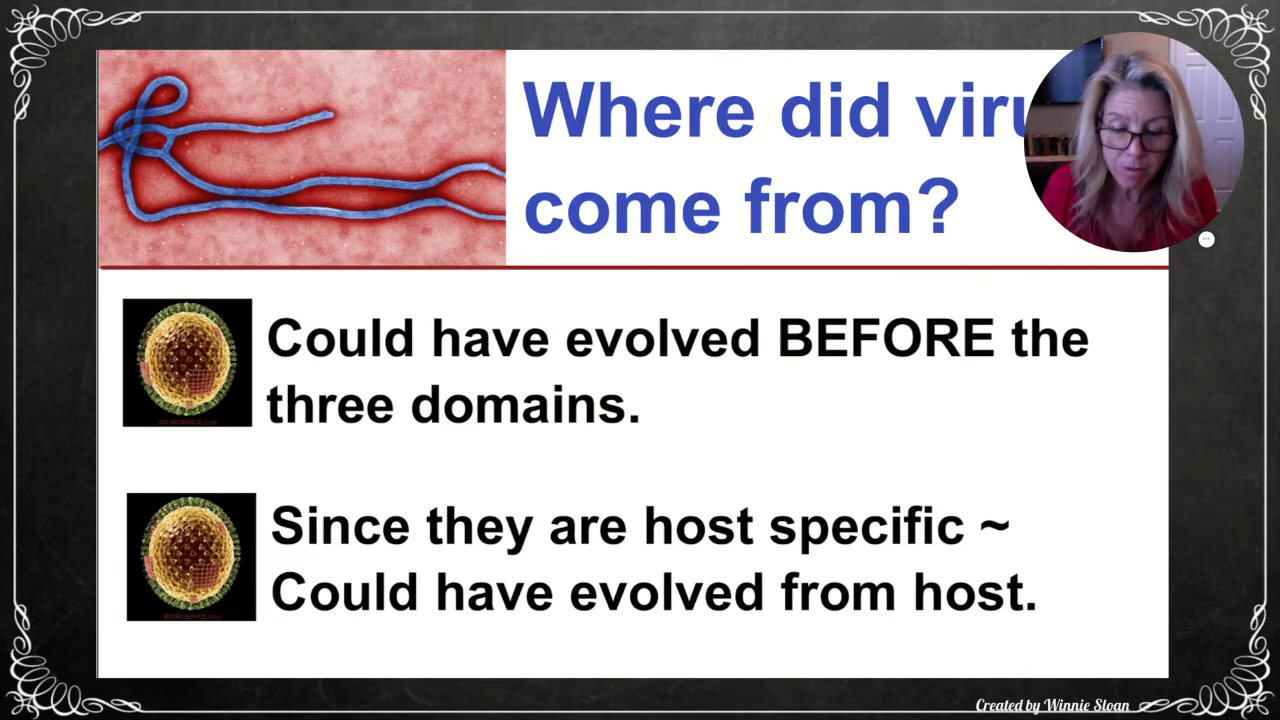 Where did viru
come from?
Could have evolved BEFORE the
three domains.
Since they are host specific ~
Could have evolved from host.
Created by Winnie Sloan